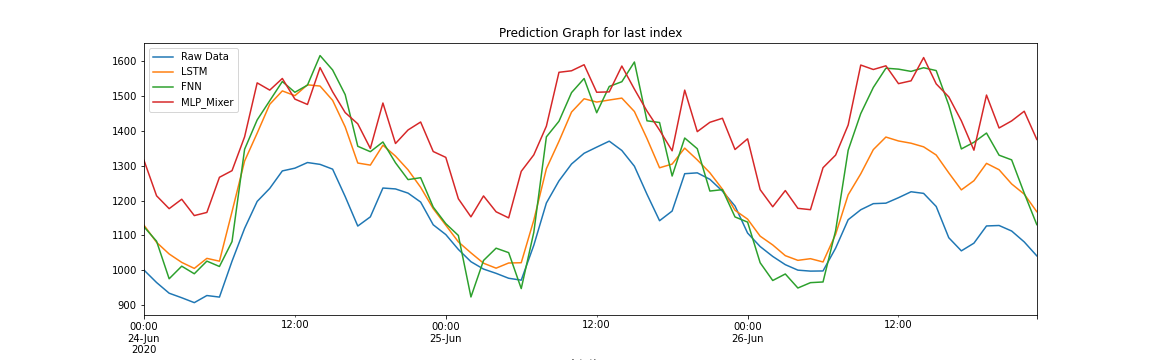 Prediction Graph for last index
Raw Data
LSTM
FNN
MLP_Mixer
1600
1500
1400
1300
1200
1100
1000
900
00:00
24-Jun
2020
12:00
00:00
25-Jun
12:00
00:00
26-Jun
12:00